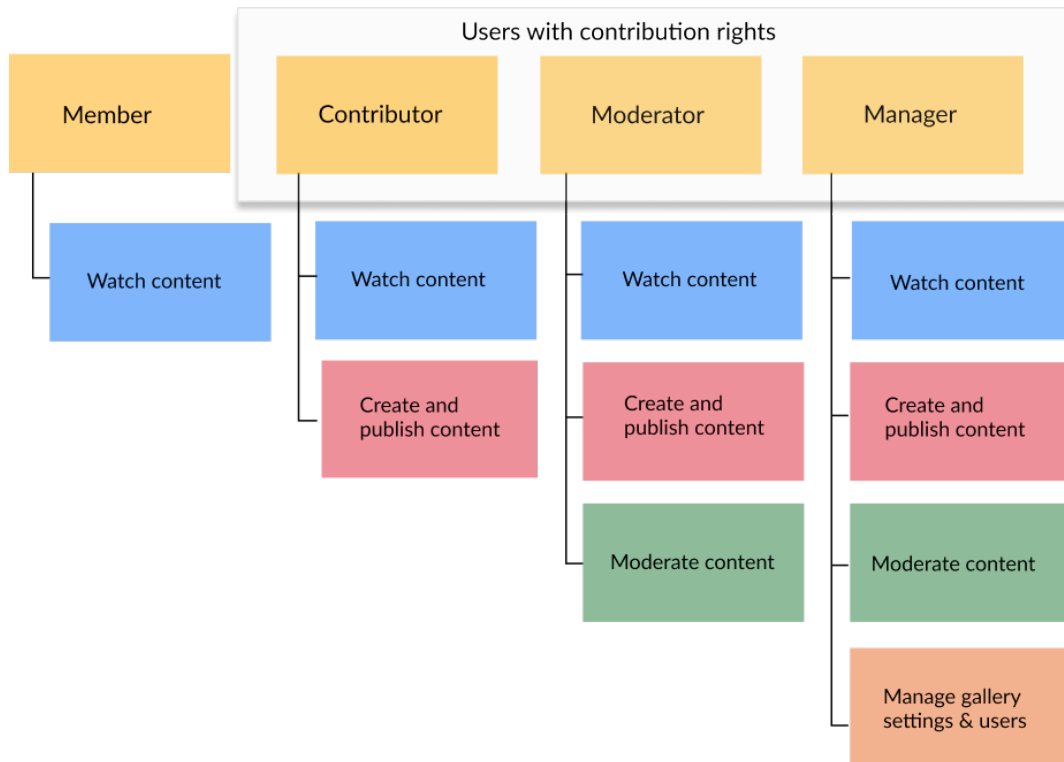 Users with contribution rights
Member
Contributor
Moderator
Manager
Watch content
Watch content
Watch content
Watch content
Create and
publish content
Create and
publish content
Create and
publish content
Moderate content
Moderate content
Manage gallery
settings & users